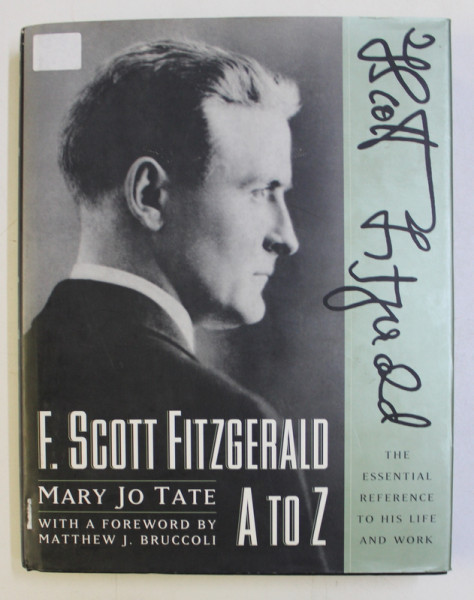 F. Scott Fitzgerald
F. SCOTT FITZGERALD
A TO Z
MARY JO TATE
WITH A FOREWORD BY
MATTHEW J. BRUCCOLI
THE
ESSENTIAL
REFERENCE
TO HIS LIFE
AND WORK